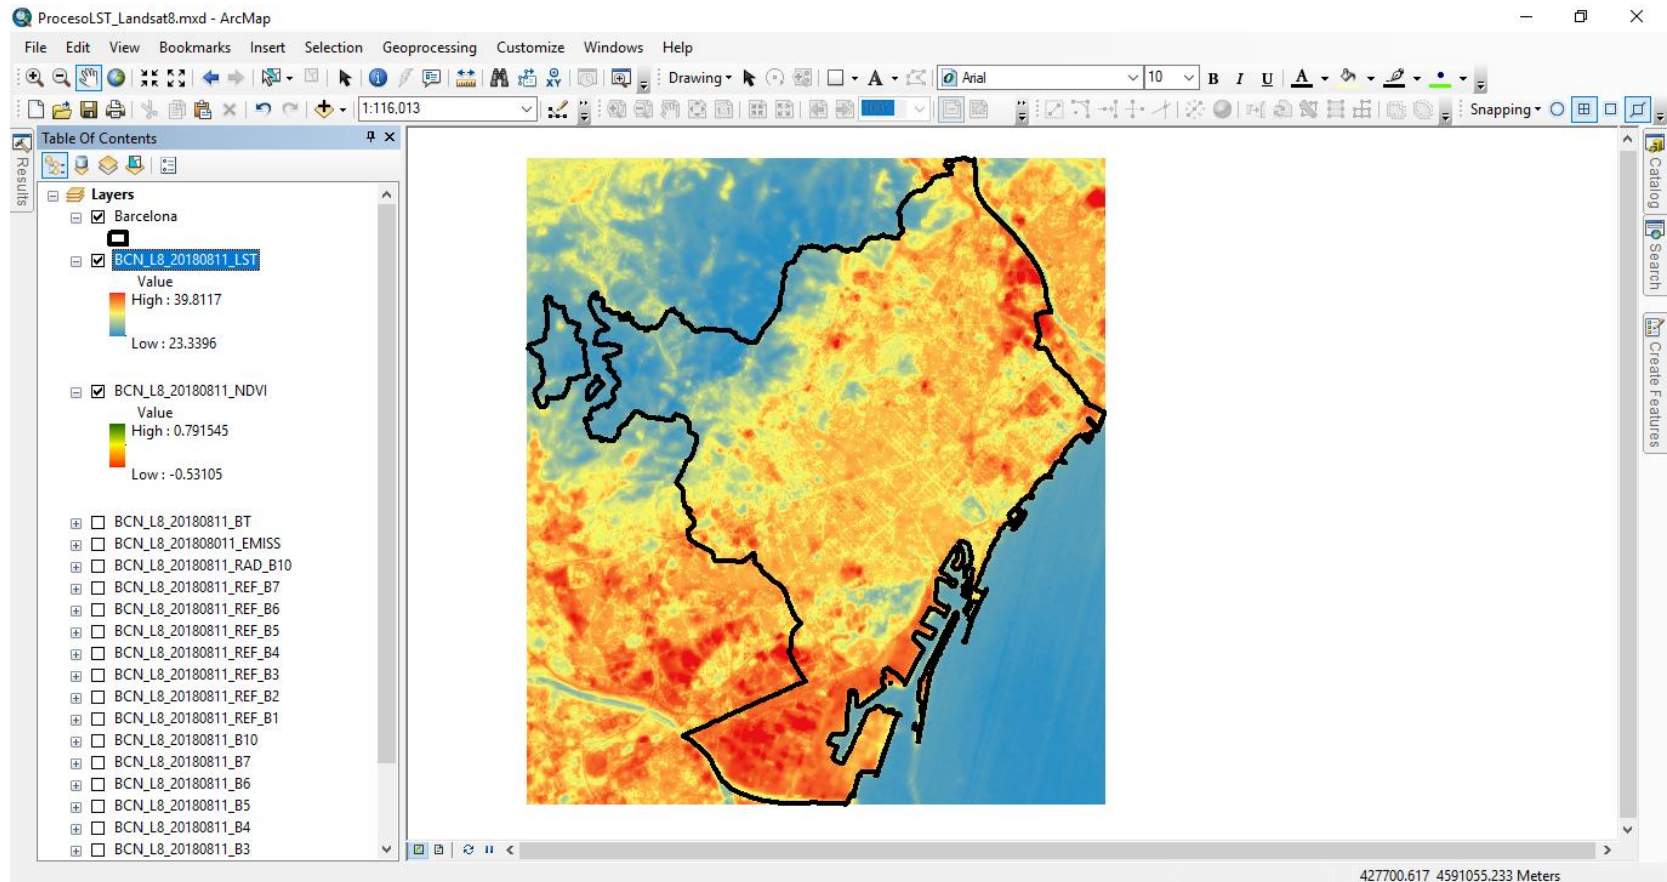 ProcesoLST_Landsat8.mxd - ArcMap
File Edit View Bookmarks Insert Selection Geoprocessing Customize Windows Help
Drawing A Arial 10 B I U A
1:116,013 100% Snapping
Table Of Contents
Results
Layers
Barcelona
BCN_L8_20180811_LST
Value
High : 39.8117
Low : 23.3396
BCN_L8_20180811_NDVI
Value
High : 0.791545
Low : -0.53105
BCN_L8_20180811_BT
BCN_L8_201808011_EMISS
BCN_L8_20180811_RAD_B10
BCN_L8_20180811_REF_B7
BCN_L8_20180811_REF_B6
BCN_L8_20180811_REF_B5
BCN_L8_20180811_REF_B4
BCN_L8_20180811_REF_B3
BCN_L8_20180811_REF_B2
BCN_L8_20180811_REF_B1
BCN_L8_20180811_B10
BCN_L8_20180811_B7
BCN_L8_20180811_B6
BCN_L8_20180811_B5
BCN_L8_20180811_B4
BCN_L8_20180811_B3
Catalog
Search
Create Features
427700.617 4591055.233 Meters